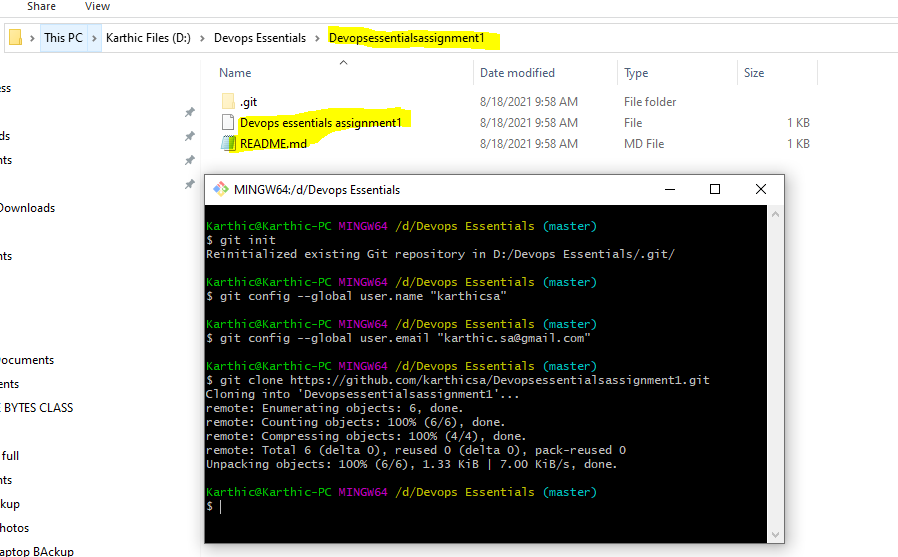 Share View
This PC > Karthic Files (D:) > Devops Essentials > Devopsessentialsassignment1
Name Date modified Type Size
ess
.git 8/18/2021 9:58 AM File folder
Devops essentials assignment1 8/18/2021 9:58 AM File 1 KB
ds
README.md 8/18/2021 9:58 AM MD File 1 KB
nts
Downloads
nts
ocuments
ents
E BYTES CLASS
full
nts
kup
hotos
aptop BAckup
MINGW64:/d/Devops Essentials
Karthic@Karthic-PC MINGW64 /d/Devops Essentials (master)
$ git init
Reinitialized existing Git repository in D:/Devops Essentials/.git/
Karthic@Karthic-PC MINGW64 /d/Devops Essentials (master)
$ git config --global user.name "karthicsa"
Karthic@Karthic-PC MINGW64 /d/Devops Essentials (master)
$ git config --global user.email "karthic.sa@gmail.com"
Karthic@Karthic-PC MINGW64 /d/Devops Essentials (master)
$ git clone https://github.com/karthicsa/Devopsessentialsassignment1.git
Cloning into 'Devopsessentialsassignment1'...
remote: Enumerating objects: 6, done.
remote: Counting objects: 100% (6/6), done.
remote: Compressing objects: 100% (4/4), done.
remote: Total 6 (delta 0), reused 0 (delta 0), pack-reused 0
Unpacking objects: 100% (6/6), 1.33 KiB | 7.00 KiB/s, done.
Karthic@Karthic-PC MINGW64 /d/Devops Essentials (master)
$